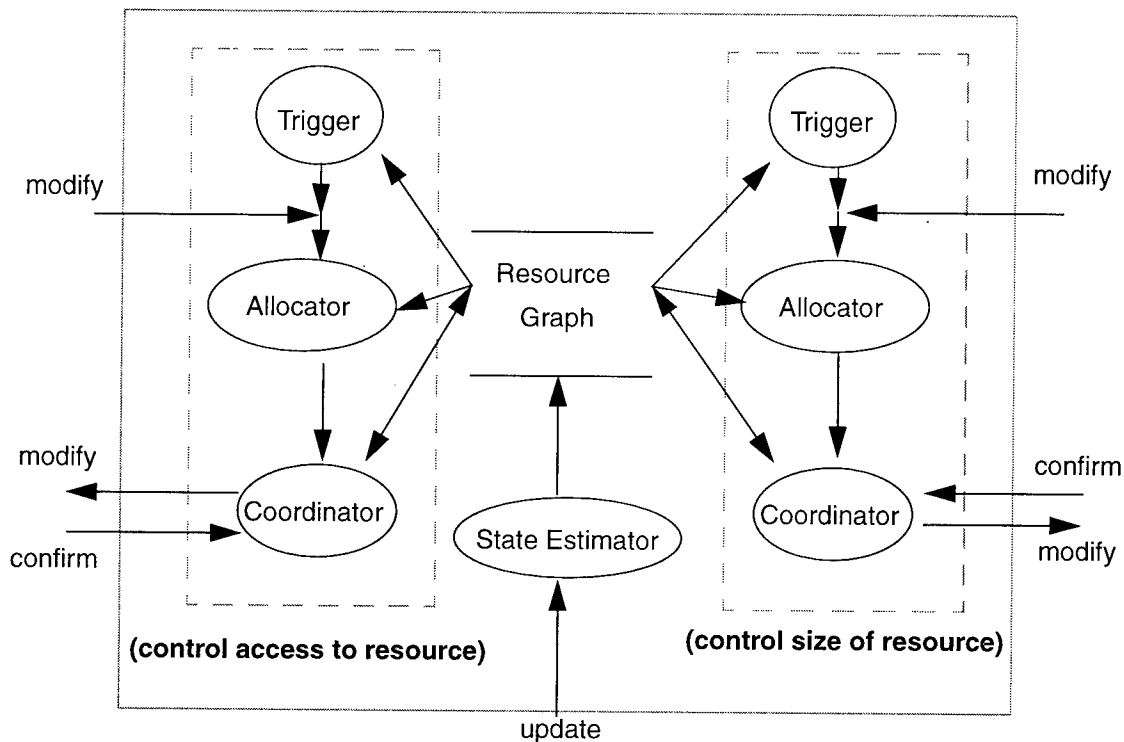 Trigger
Trigger
modify
modify
Resource
Graph
Allocator
Allocator
modify
confirm
Coordinator
Coordinator
State Estimator
confirm
modify
(control access to resource)
(control size of resource)
update